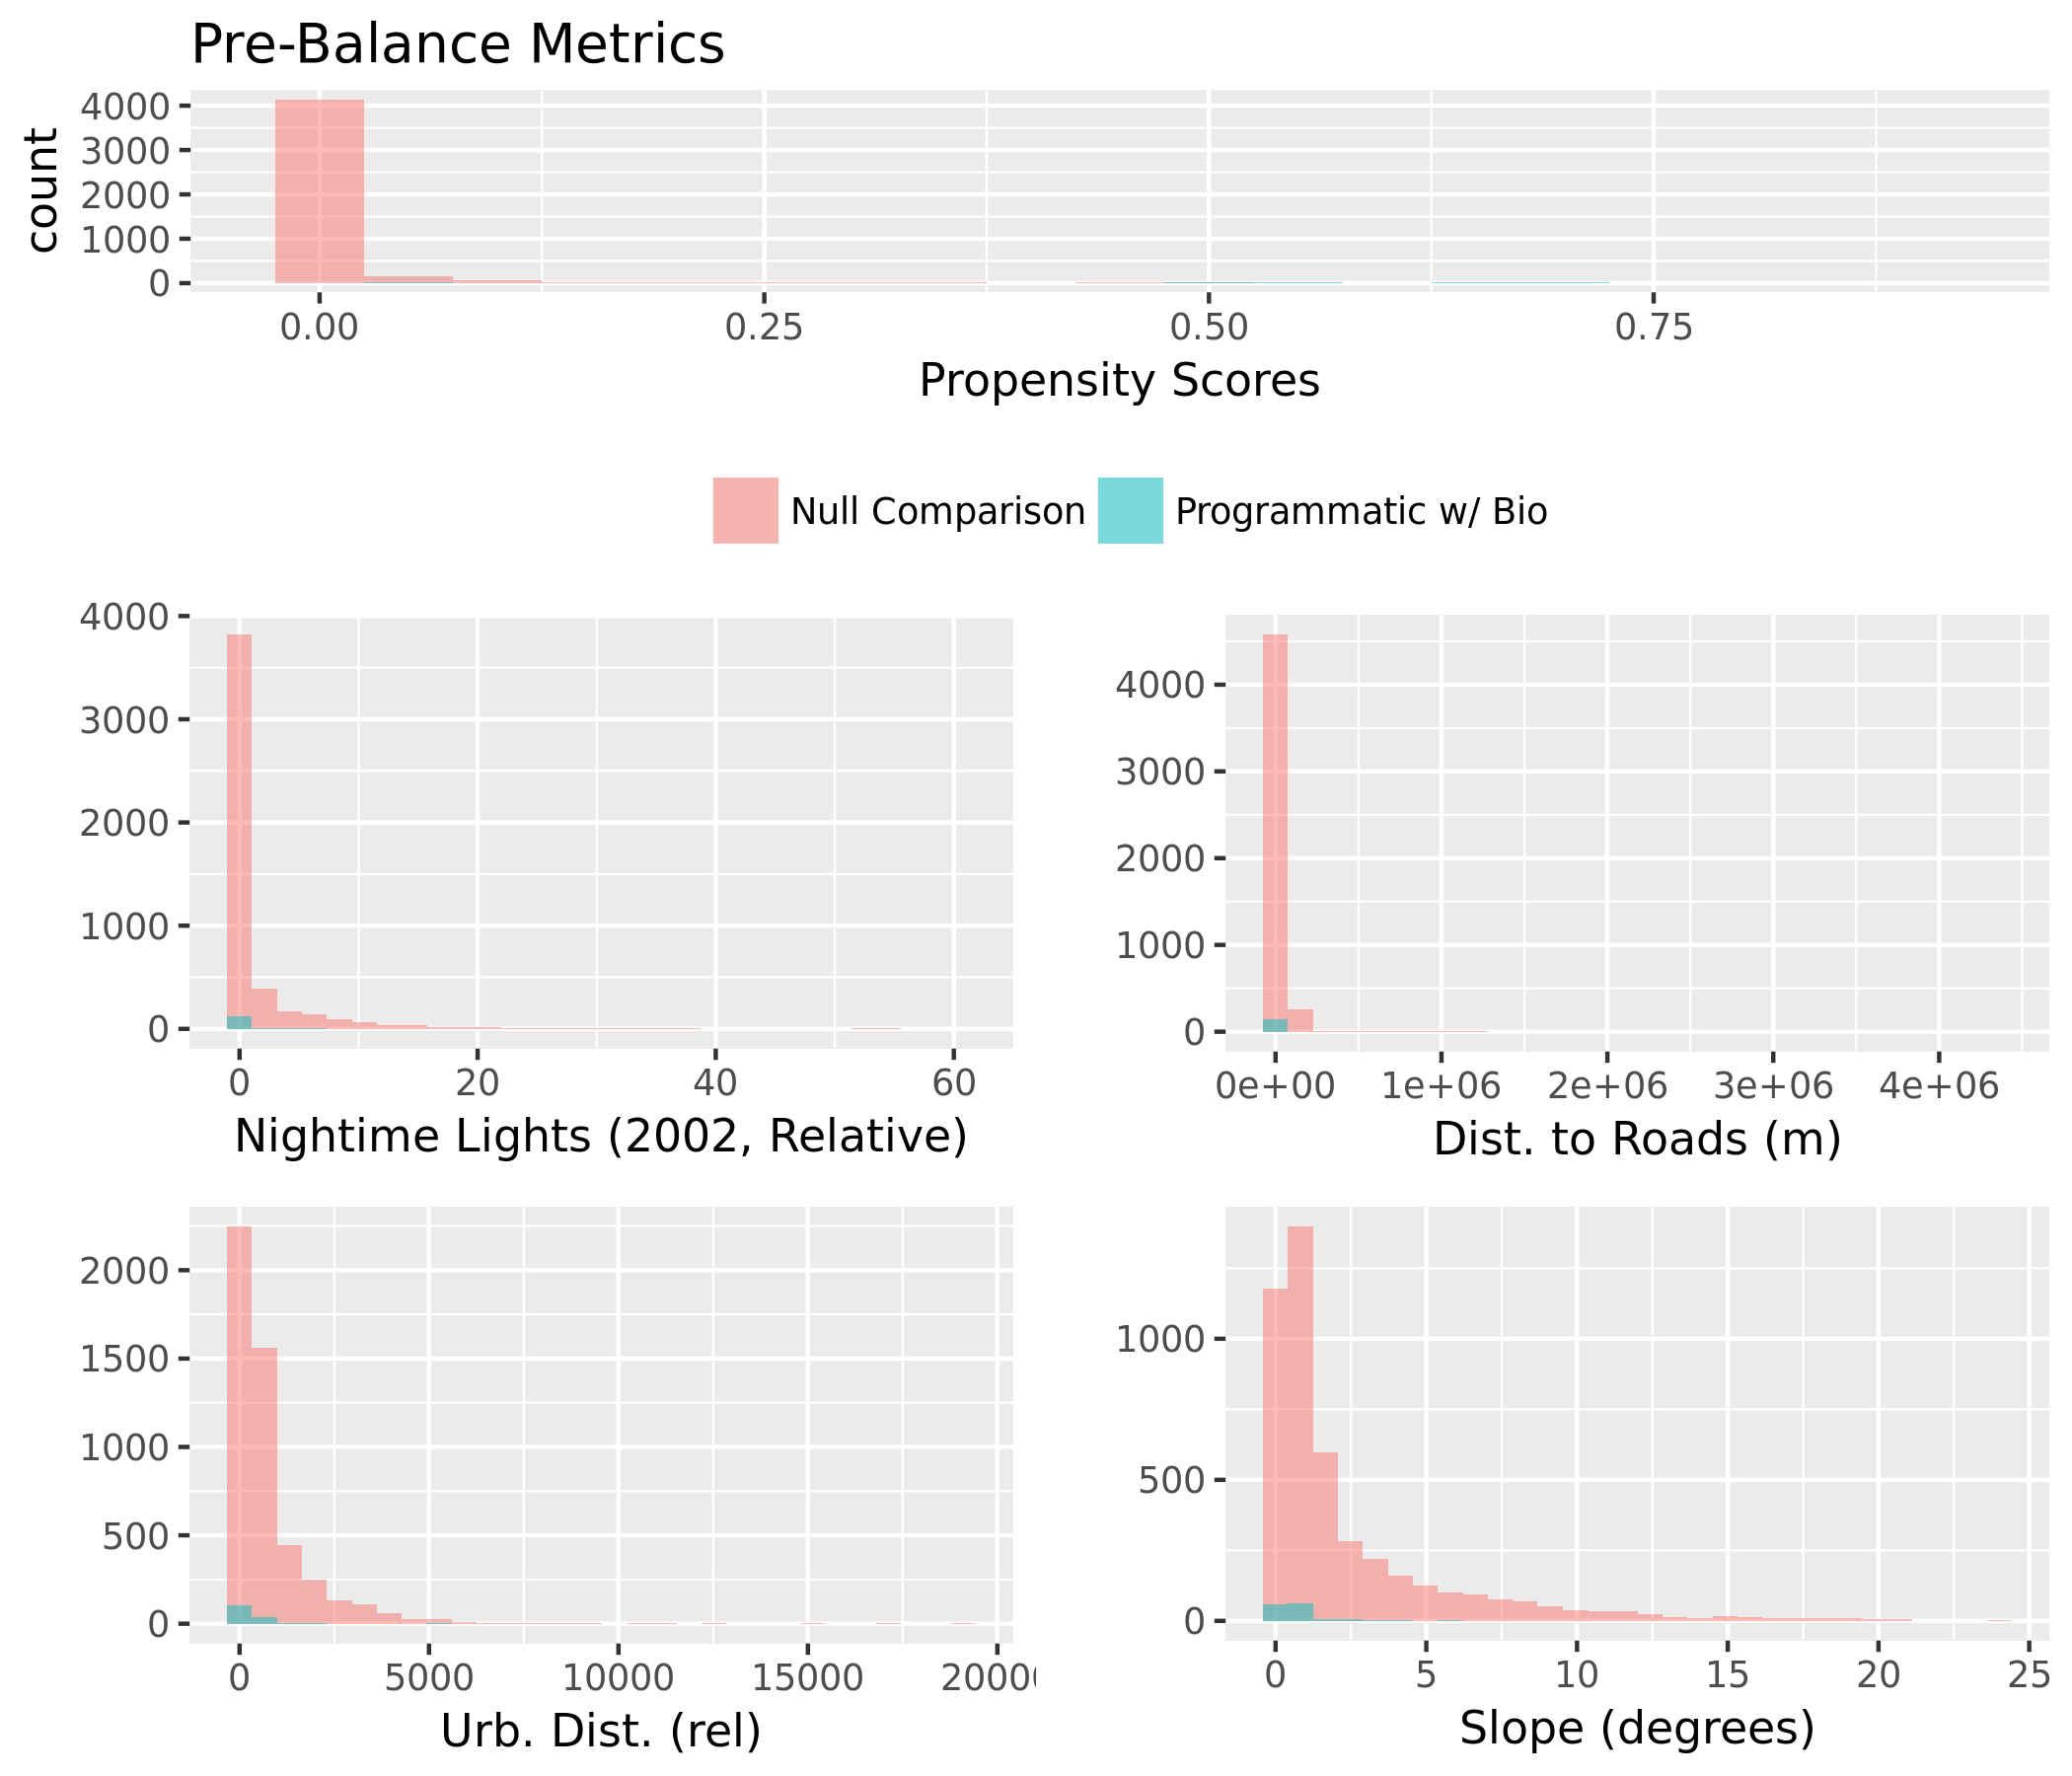 Pre-Balance Metrics
count
4000
3000
2000
1000
0
0.00 0.25 0.50 0.75
Propensity Scores
Null Comparison Programmatic w/ Bio
4000
3000
2000
1000
0
0 20 40 60
Nightime Lights (2002, Relative)
4000
3000
2000
1000
0
0e+00 1e+06 2e+06 3e+06 4e+06
Dist. to Roads (m)
2000
1500
1000
500
0
0 5000 10000 15000
Urb. Dist. (rel)
1000
500
0
0 5 10 15 20 25
Slope (degrees)